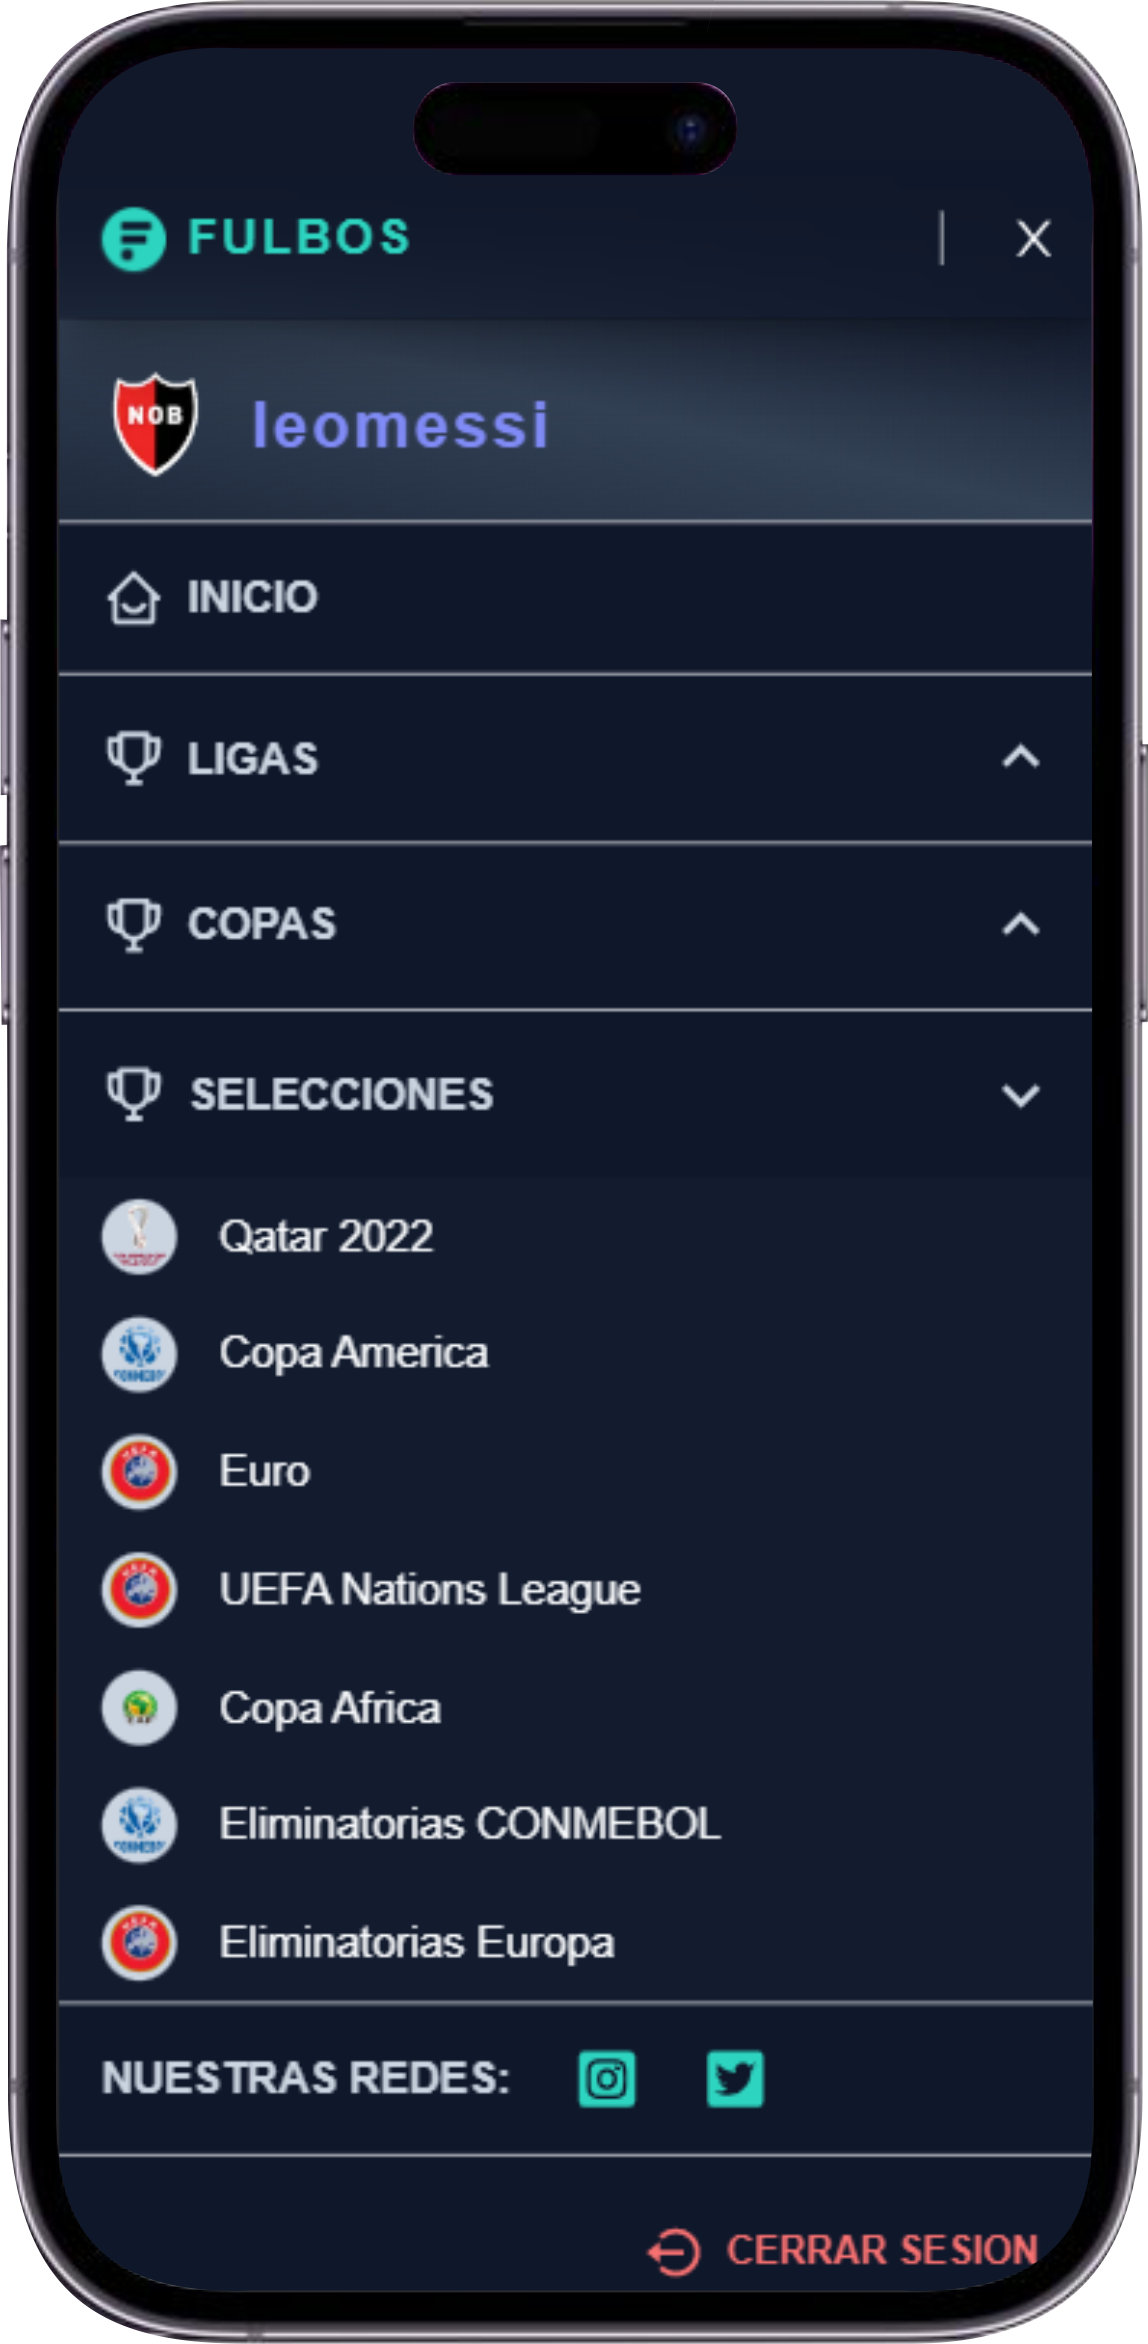 FULBOS
NOB
leomessi
INICIO
LIGAS
COPAS
SELECCIONES
Qatar 2022
Copa America
Euro
UEFA Nations League
Copa Africa
Eliminatorias CONMEBOL
Eliminatorias Europa
NUESTRAS REDES:
CERRAR SESION